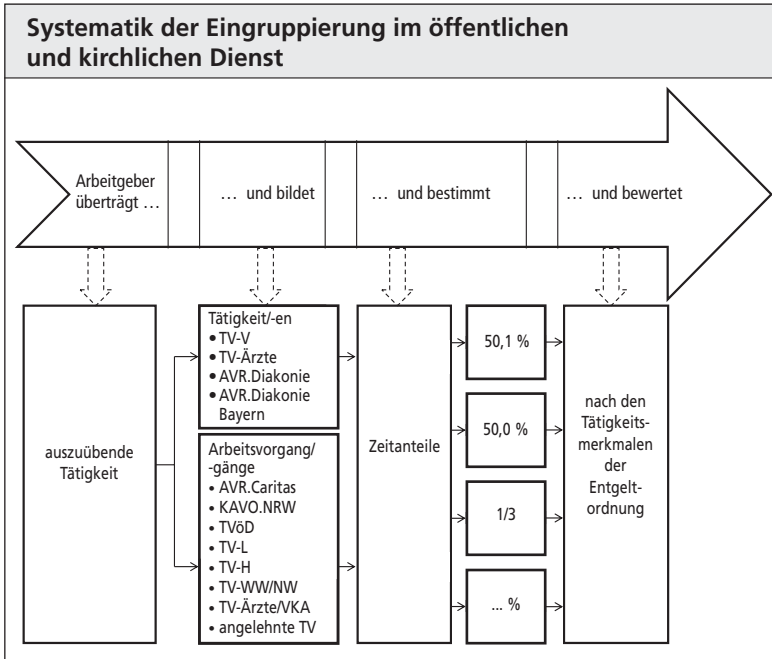 Systematik der Eingruppierung im öffentlichen
und kirchlichen Dienst
Arbeitgeber
überträgt …
… und bildet
… und bestimmt
… und bewertet
auszuübende
Tätigkeit
Tätigkeit/-en
• TV-V
• TV-Ärzte
• AVR.Diakonie
• AVR.Diakonie
Bayern
Arbeitsvorgang/
-gänge
• AVR.Caritas
• KAVO.NRW
• TVöD
• TV-L
• TV-H
• TV-WW/NW
• TV-Ärzte/VKA
• angelehnte TV
Zeitanteile
50,1 %
50,0 %
1/3
... %
nach den
Tätigkeits-
merkmalen
der
Entgelt-
ordnung